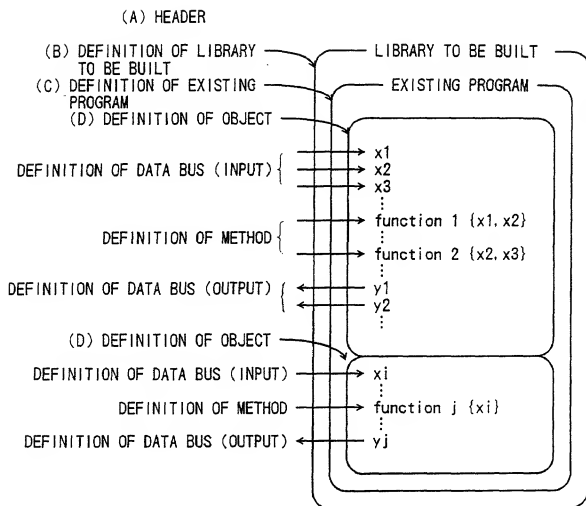 (A) HEADER
(B) DEFINITION OF LIBRARY TO BE BUILT
LIBRARY TO BE BUILT
(C) DEFINITION OF EXISTING PROGRAM
EXISTING PROGRAM
(D) DEFINITION OF OBJECT
x1
DEFINITION OF DATA BUS (INPUT)
x2
x3
⋮
function 1 {x1, x2}
DEFINITION OF METHOD
⋮
function 2 {x2, x3}
⋮
DEFINITION OF DATA BUS (OUTPUT)
y1
y2
⋮
(D) DEFINITION OF OBJECT
DEFINITION OF DATA BUS (INPUT)
xi
⋮
DEFINITION OF METHOD
function j {xi}
⋮
DEFINITION OF DATA BUS (OUTPUT)
yj